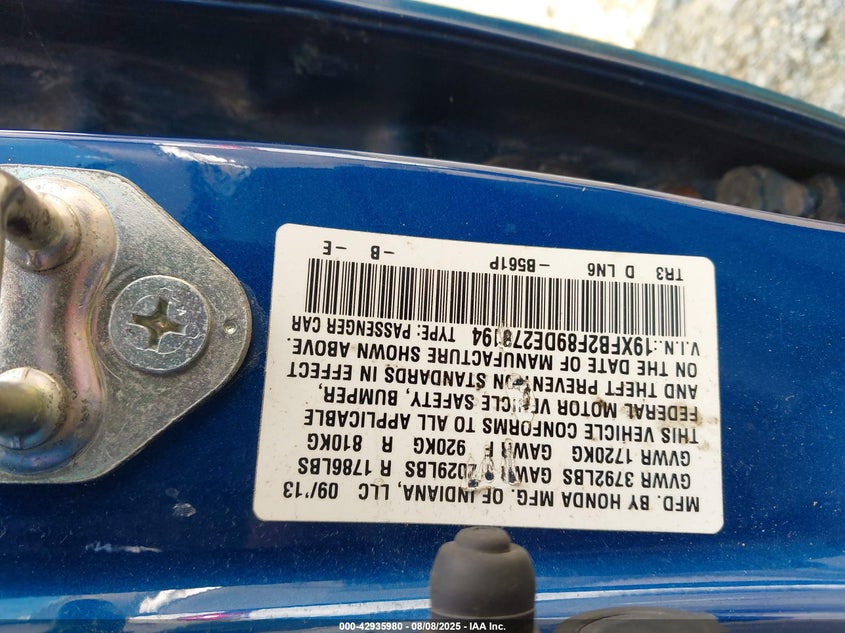 MFD. BY HONDA MFG. OF INDIANA, LLC 09/'13
GVWR 3792LBS GAWR F 2029LBS R 1786LBS
GVWR 1720KG GAWR F 920KG R 810KG
THIS VEHICLE CONFORMS TO ALL APPLICABLE
FEDERAL MOTOR VEHICLE SAFETY, BUMPER,
AND THEFT PREVENTION STANDARDS IN EFFECT
ON THE DATE OF MANUFACTURE SHOWN ABOVE.
V.I.N.: TYPE: PASSENGER CAR
TR3 D LN6 -B561P -B -E
000-42935980 - 08/08/2025 - IAA Inc.